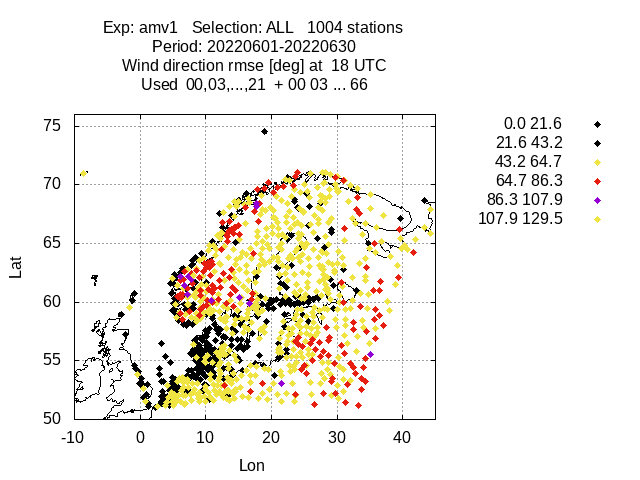 Exp: amv1 Selection: ALL 1004 stations
Period: 20220601-20220630
Wind direction rmse [deg] at 18 UTC
Used 00,03,...,21 + 00 03 ... 66
0.0 21.6
21.6 43.2
43.2 64.7
64.7 86.3
86.3 107.9
107.9 129.5
75
70
65
60
55
50
Lat
-10 0 10 20 30 40
Lon